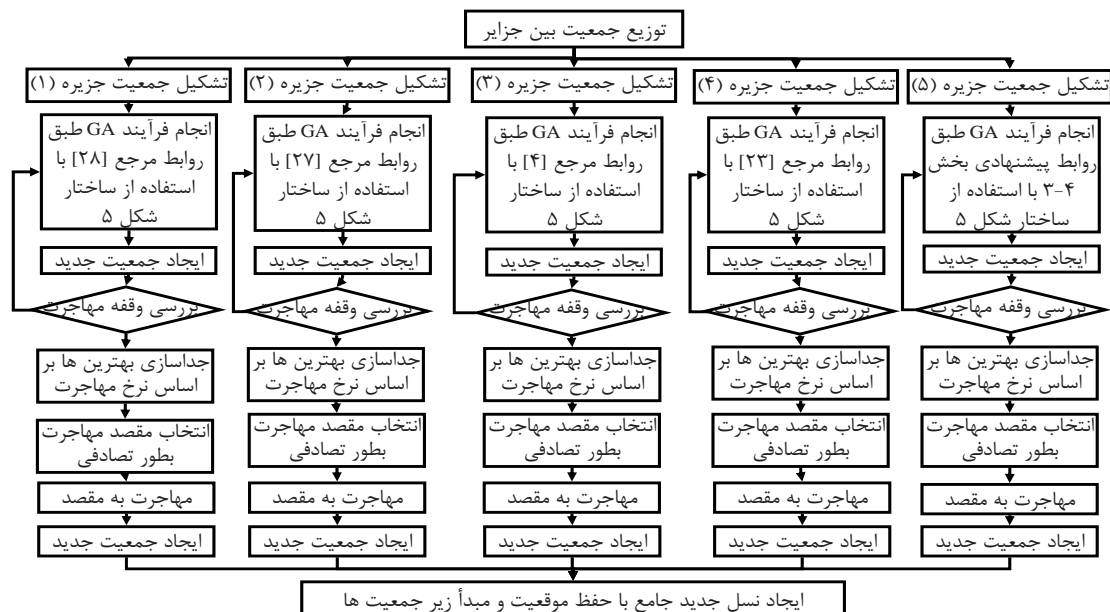 توزیع جمعیت بین جزایر
تشکیل جمعیت جزیره (۱)
تشکیل جمعیت جزیره (۲)
تشکیل جمعیت جزیره (۳)
تشکیل جمعیت جزیره (۴)
تشکیل جمعیت جزیره (۵)
انجام فرآیند GA طبق
روابط مرجع [۲۸] با
استفاده از ساختار
شکل ۵
انجام فرآیند GA طبق
روابط مرجع [۲۷] با
استفاده از ساختار
شکل ۵
انجام فرآیند GA طبق
روابط مرجع [۴] با
استفاده از ساختار
شکل ۵
انجام فرآیند GA طبق
روابط مرجع [۲۳] با
استفاده از ساختار
شکل ۵
انجام فرآیند GA طبق
روابط پیشنهادی بخش
۳-۴ با استفاده از
ساختار شکل ۵
ایجاد جمعیت جدید
ایجاد جمعیت جدید
ایجاد جمعیت جدید
ایجاد جمعیت جدید
ایجاد جمعیت جدید
بررسی وقفه مهاجرت
بررسی وقفه مهاجرت
بررسی وقفه مهاجرت
بررسی وقفه مهاجرت
بررسی وقفه مهاجرت
جداسازی بهترین ها بر
اساس نرخ مهاجرت
جداسازی بهترین ها بر
اساس نرخ مهاجرت
جداسازی بهترین ها بر
اساس نرخ مهاجرت
جداسازی بهترین ها بر
اساس نرخ مهاجرت
جداسازی بهترین ها بر
اساس نرخ مهاجرت
انتخاب مقصد مهاجرت
بطور تصادفی
انتخاب مقصد مهاجرت
بطور تصادفی
انتخاب مقصد مهاجرت
بطور تصادفی
انتخاب مقصد مهاجرت
بطور تصادفی
انتخاب مقصد مهاجرت
بطور تصادفی
مهاجرت به مقصد
مهاجرت به مقصد
مهاجرت به مقصد
مهاجرت به مقصد
مهاجرت به مقصد
ایجاد جمعیت جدید
ایجاد جمعیت جدید
ایجاد جمعیت جدید
ایجاد جمعیت جدید
ایجاد جمعیت جدید
ایجاد نسل جدید جامع با حفظ موقعیت و مبدأ زیر جمعیت ها